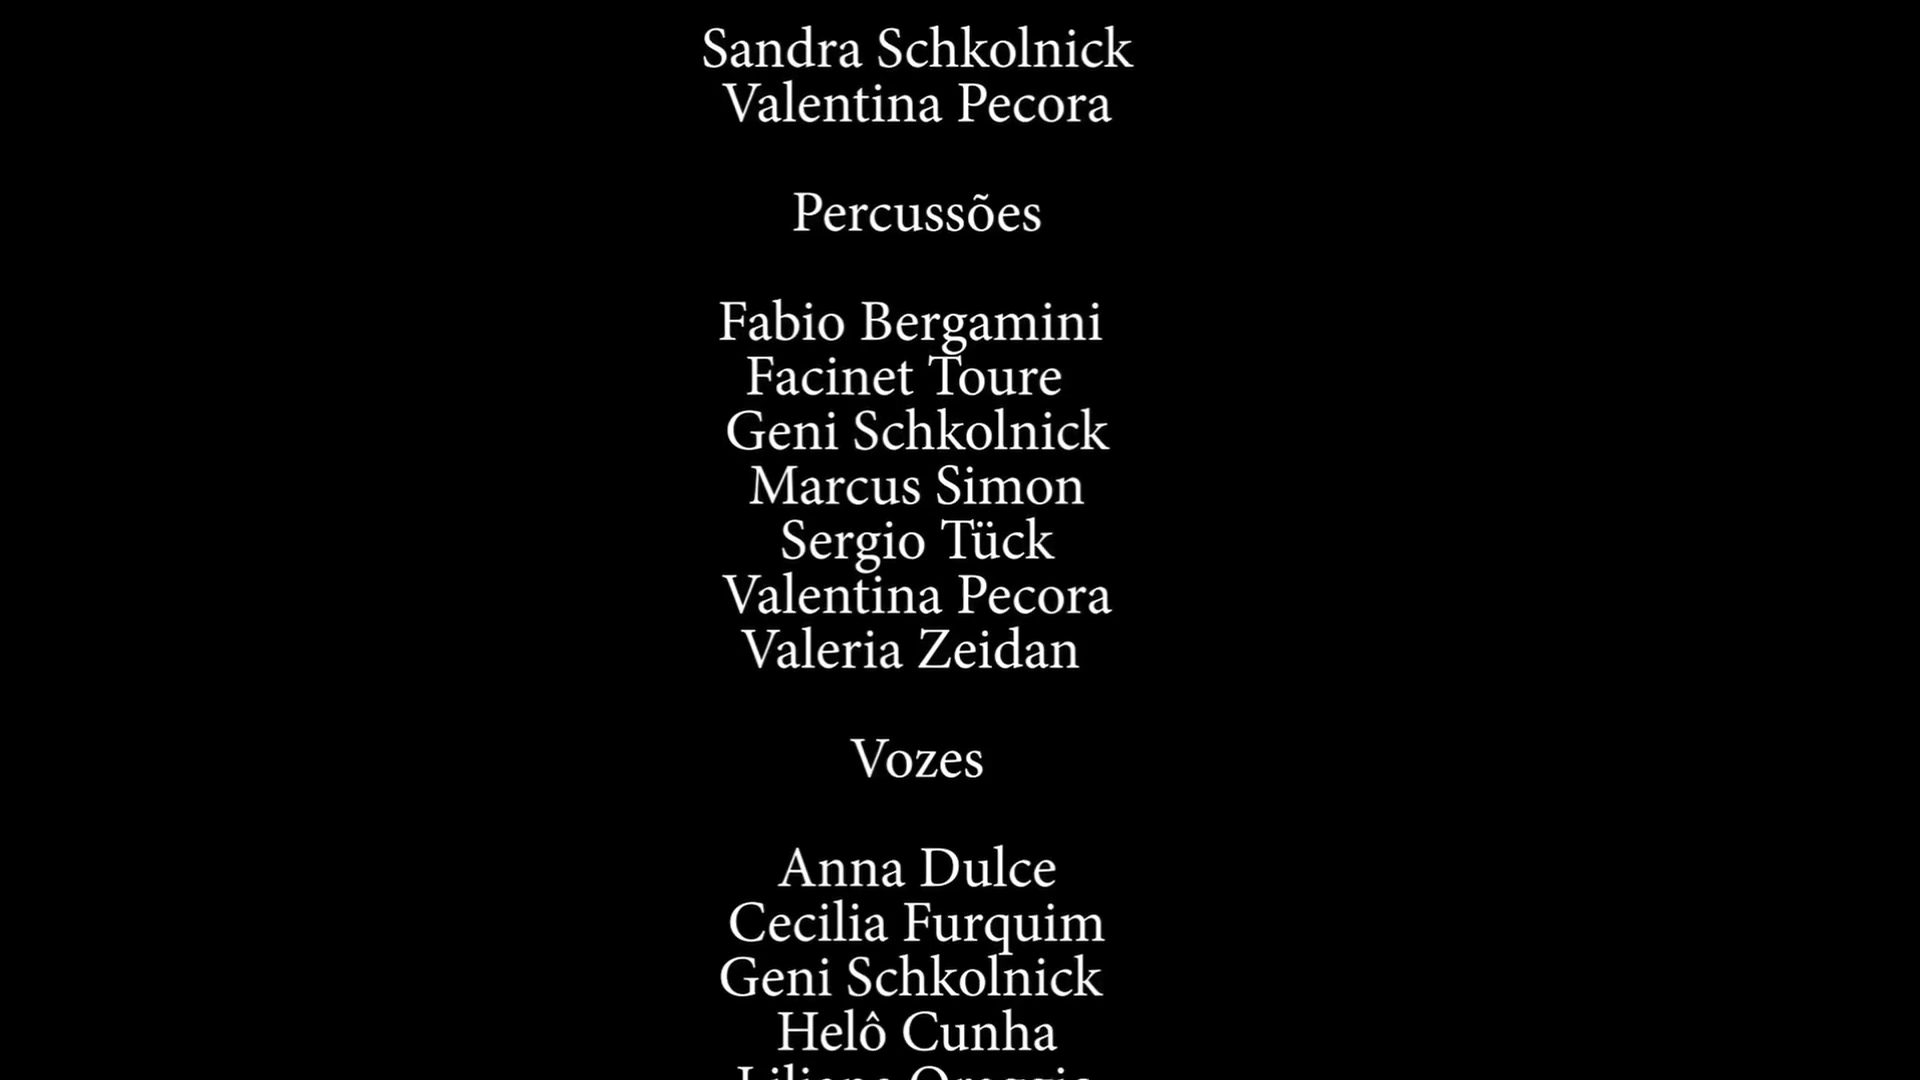 Sandra Schkolnick
Valentina Pecora
Percussões
Fabio Bergamini
Facinet Toure
Geni Schkolnick
Marcus Simon
Sergio Tück
Valentina Pecora
Valeria Zeidan
Vozes
Anna Dulce
Cecilia Furquim
Geni Schkolnick
Helô Cunha